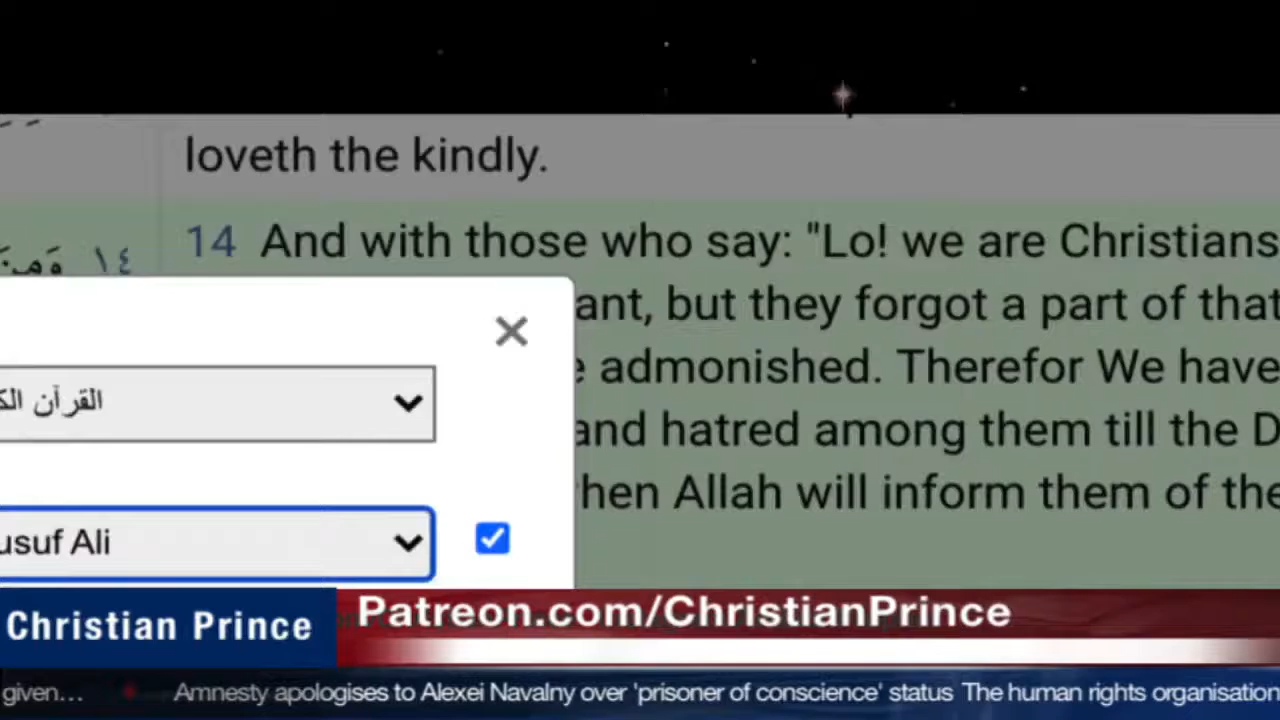 loveth the kindly.
14 And with those who say: "Lo! we are Christians
١٤ وَمِنَ
ant, but they forgot a part of that
admonished. Therefor We have
and hatred among them till the D
hen Allah will inform them of the
×
القرآن الك
usuf Ali
Christian Prince
Patreon.com/ChristianPrince
given... Amnesty apologises to Alexei Navalny over 'prisoner of conscience' status The human rights organisation